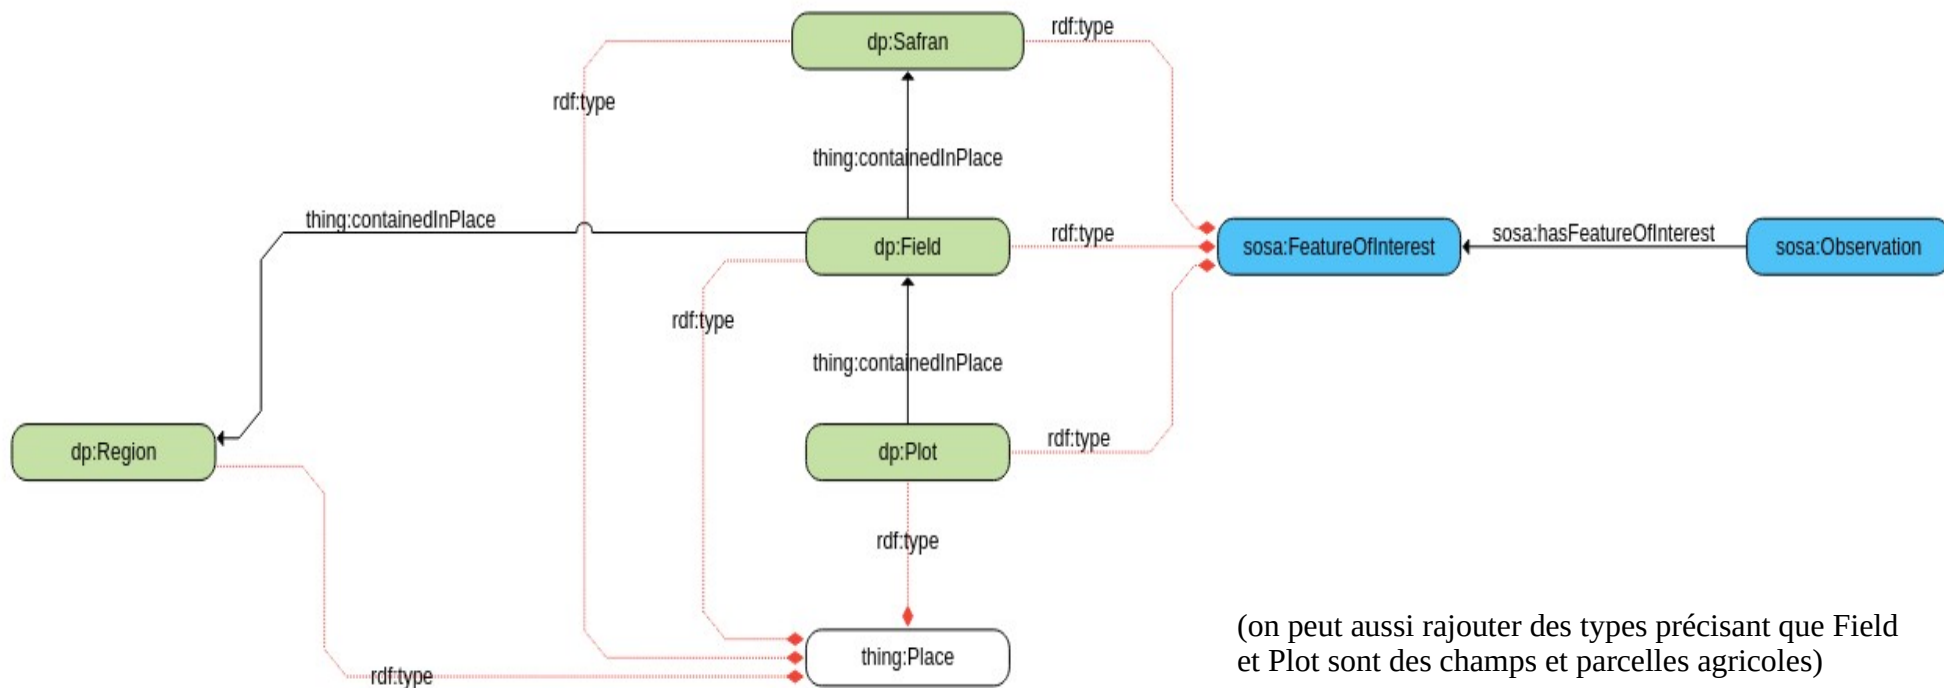 rdf:type
dp:Safran
rdf:type
thing:containedInPlace
thing:containedInPlace
dp:Field
rdf:type
sosa:FeatureOfInterest
sosa:hasFeatureOfInterest
sosa:Observation
rdf:type
thing:containedInPlace
dp:Region
dp:Plot
rdf:type
rdf:type
thing:Place
rdf:type
(on peut aussi rajouter des types précisant que Field
et Plot sont des champs et parcelles agricoles)